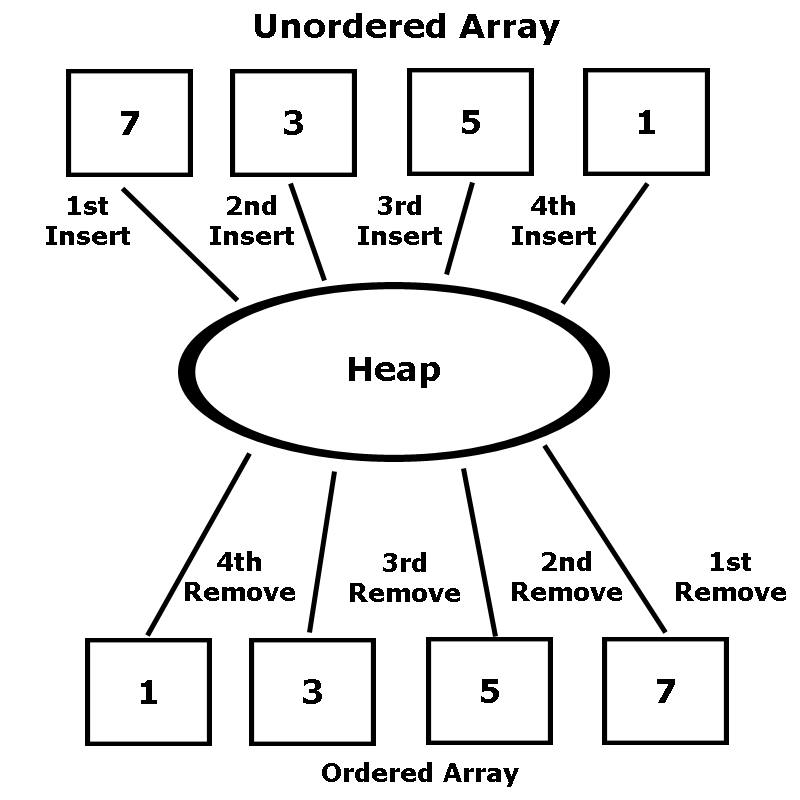 Unordered Array
7 3 5 1
1st 2nd 3rd 4th
Insert Insert Insert Insert
Heap
4th 3rd 2nd 1st
Remove Remove Remove Remove
1 3 5 7
Ordered Array